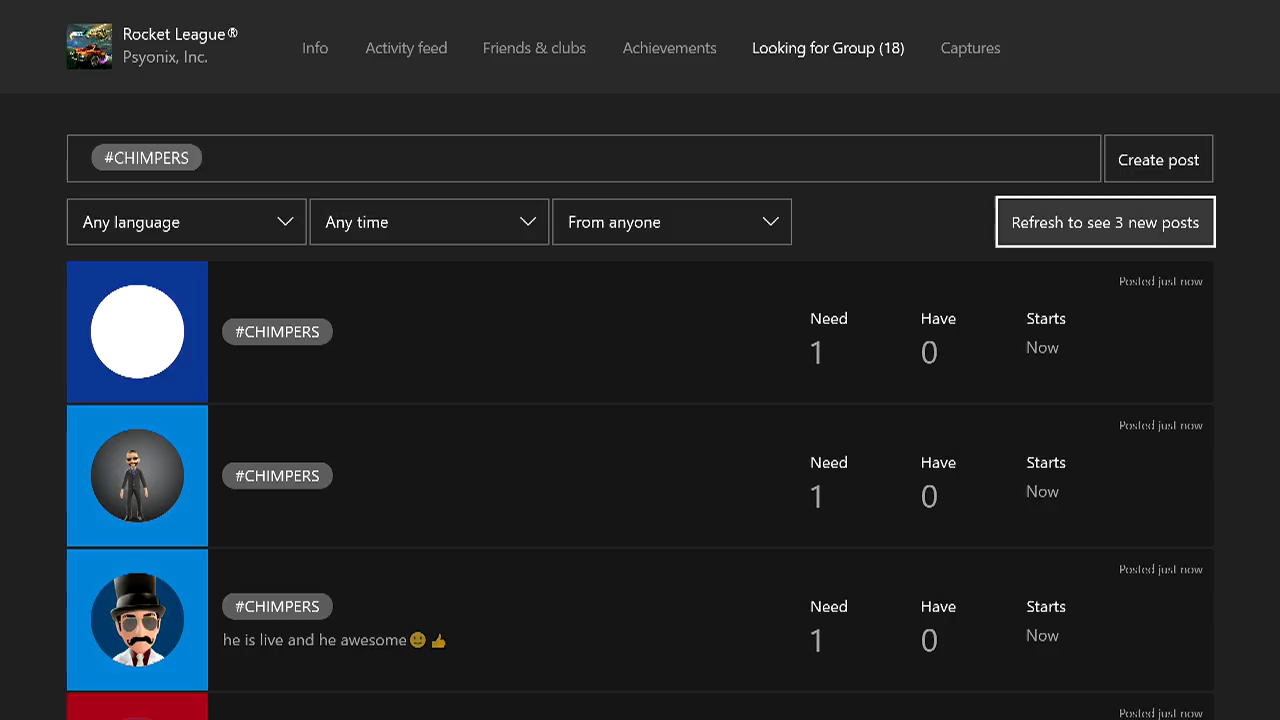 Rocket League®
Psyonix, Inc.
Info
Activity feed
Friends & clubs
Achievements
Looking for Group (18)
Captures
#CHIMPERS
Create post
Any language
Any time
From anyone
Refresh to see 3 new posts
Posted just now
#CHIMPERS
Need
Have
Starts
1
0
Now
Posted just now
#CHIMPERS
Need
Have
Starts
1
0
Now
Posted just now
#CHIMPERS
he is live and he awesome😃👍
Need
Have
Starts
1
0
Now
Posted just now